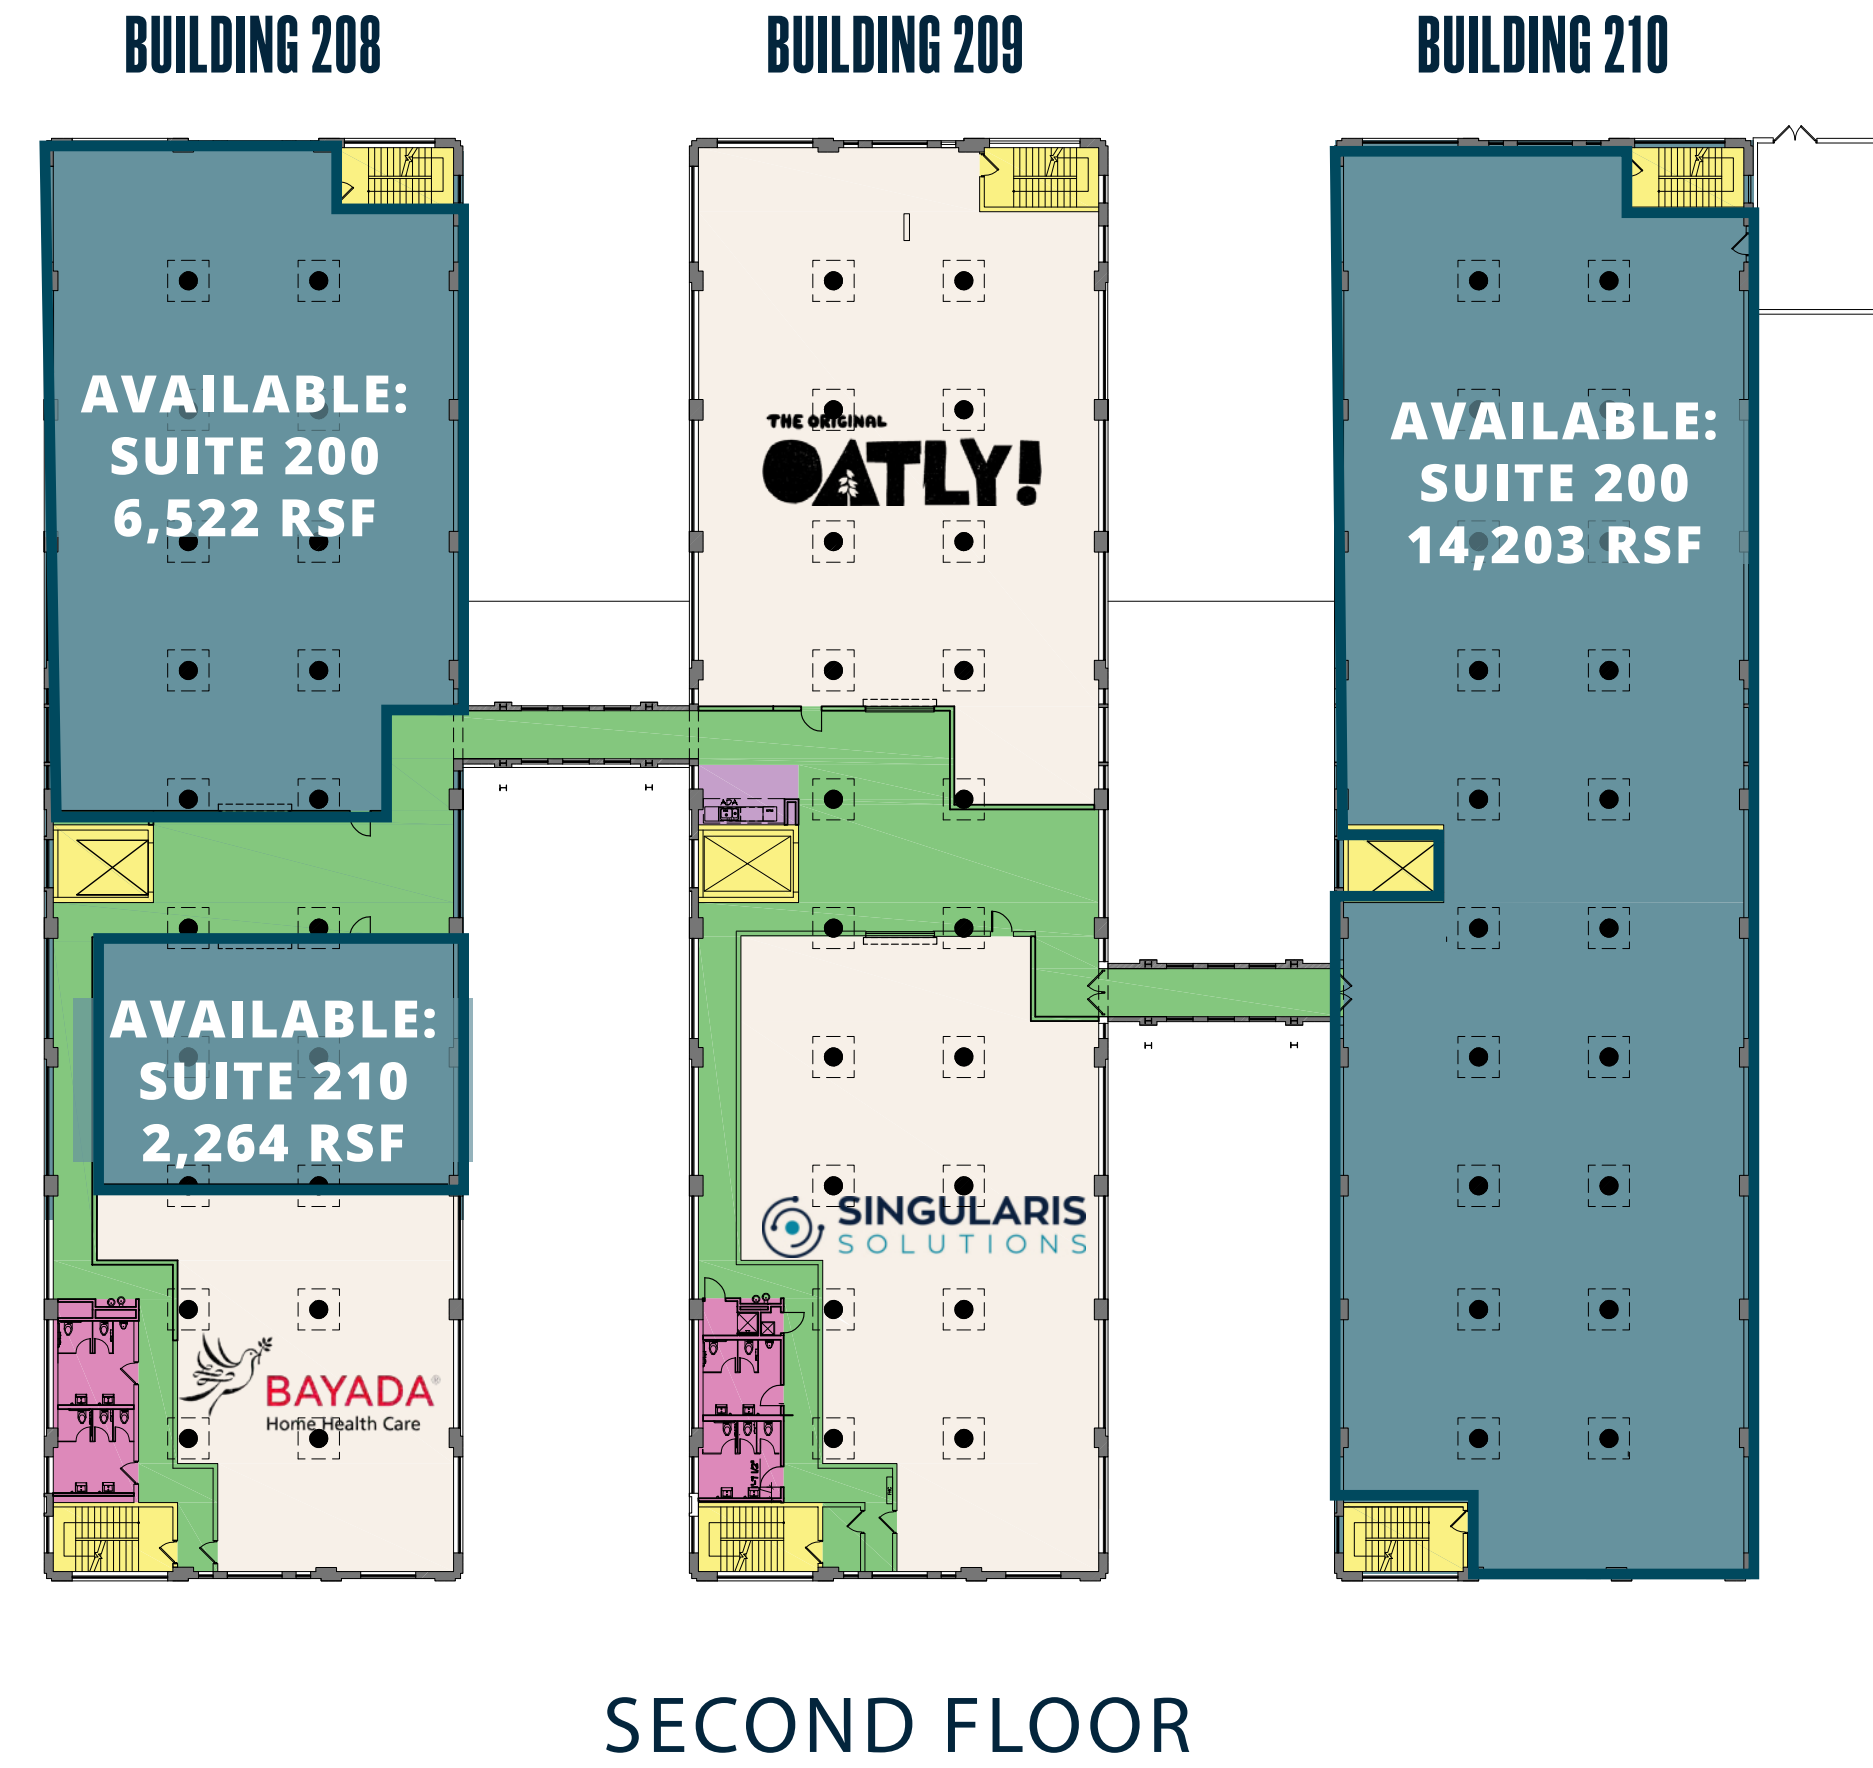 BUILDING 208
BUILDING 209
BUILDING 210
AVAILABLE:
SUITE 200
6,522 RSF
THE ORIGINAL
OATLY!
AVAILABLE:
SUITE 200
14,203 RSF
ADA
AVAILABLE:
SUITE 210
2,264 RSF
SINGULARIS
SOLUTIONS
BAYADA®
Home Health Care
SECOND FLOOR